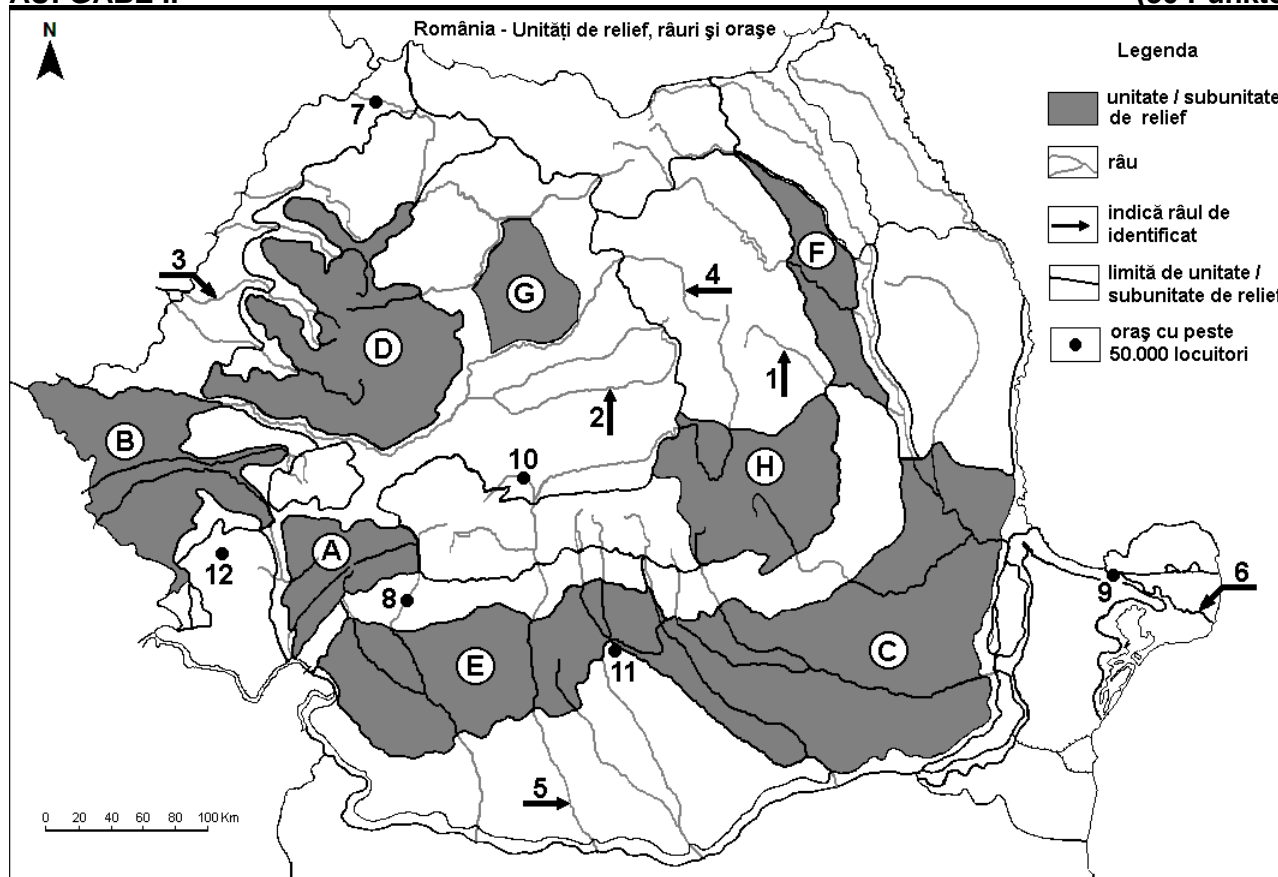 N
România - Unități de relief, râuri și orașe
Legenda
unitate / subunitate
de relief
râu
indică râul de
identificat
limită de unitate /
subunitate de relief
oraș cu peste
50.000 locuitori
7
3
4
F
G
D
1
2
B
10
H
A
12
8
9
6
E
C
11
5
0 20 40 60 80 100 Km